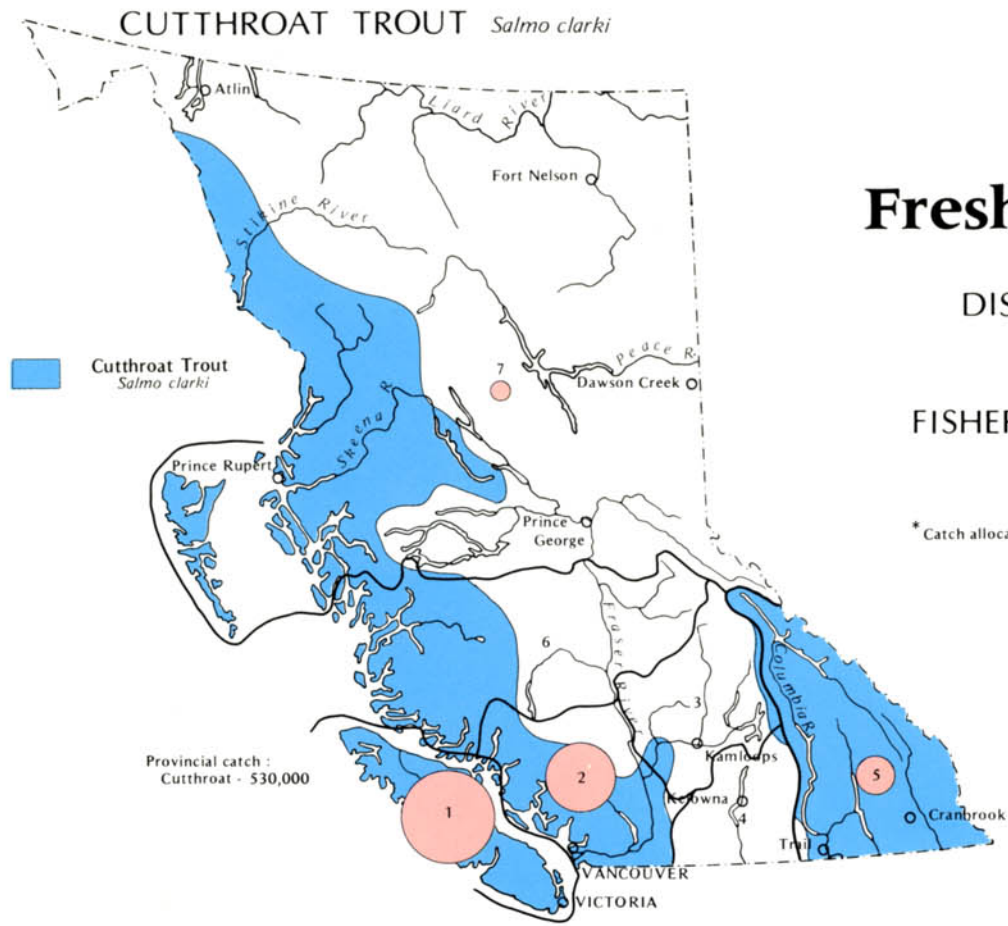 CUTTHROAT TROUT Salmo clarki
Atlin
Liard River
Fort Nelson
Stikine River
Fresh
DIS
Cutthroat Trout
Salmo clarki
7
Peace R.
Dawson Creek
FISHER
Skeena R.
Prince Rupert
Prince
George
*Catch alloca
6
Fraser River
Columbia R.
3
Provincial catch :
Cutthroat - 530,000
Kamloops
1
2
5
Kelowna
4
Cranbrook
Trail
VANCOUVER
VICTORIA